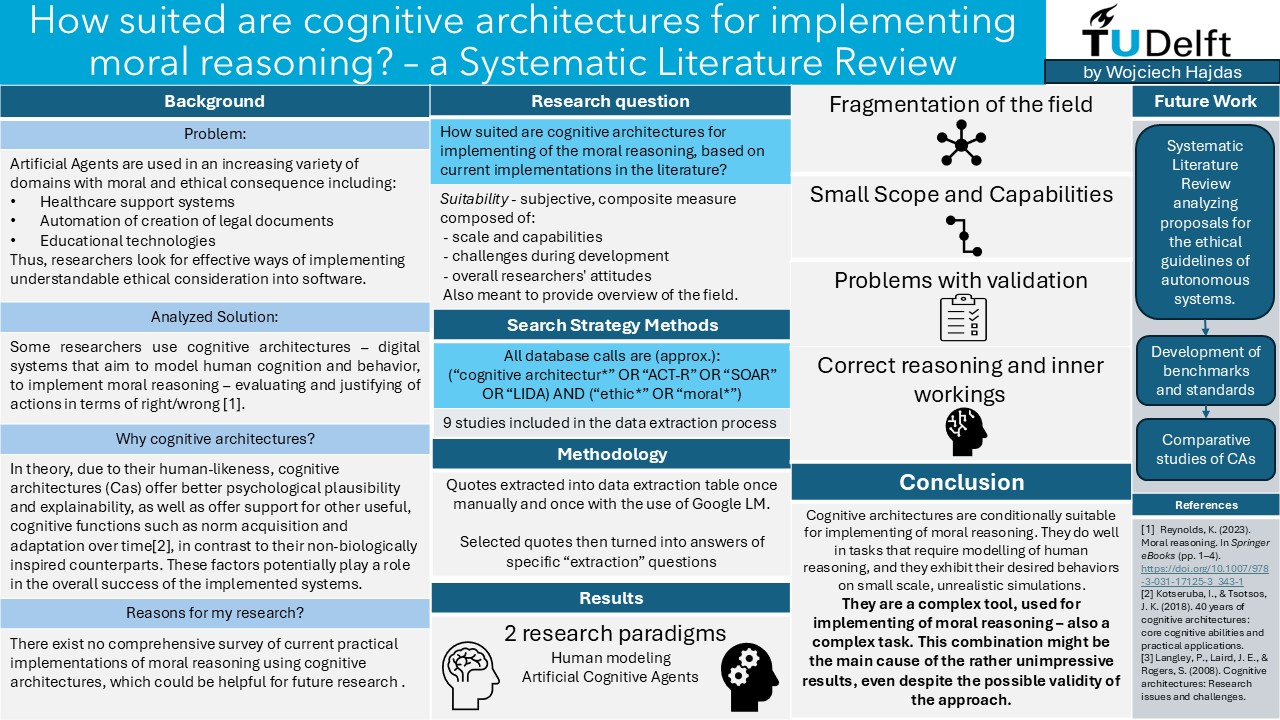 How suited are cognitive architectures for implementing
moral reasoning? – a Systematic Literature Review
TU Delft
by Wojciech Hajdas
Background
Problem:
Artificial Agents are used in an increasing variety of
domains with moral and ethical consequence including:
• Healthcare support systems
• Automation of creation of legal documents
• Educational technologies
Thus, researchers look for effective ways of implementing
understandable ethical consideration into software.
Analyzed Solution:
Some researchers use cognitive architectures – digital
systems that aim to model human cognition and behavior,
to implement moral reasoning – evaluating and justifying of
actions in terms of right/wrong [1].
Why cognitive architectures?
In theory, due to their human-likeness, cognitive
architectures (Cas) offer better psychological plausibility
and explainability, as well as offer support for other useful,
cognitive functions such as norm acquisition and
adaptation over time[2], in contrast to their non-biologically
inspired counterparts. These factors potentially play a role
in the overall success of the implemented systems.
Reasons for my research?
There exist no comprehensive survey of current practical
implementations of moral reasoning using cognitive
architectures, which could be helpful for future research .
Research question
How suited are cognitive architectures for
implementing of the moral reasoning, based on
current implementations in the literature?
Suitability - subjective, composite measure
composed of:
- scale and capabilities
- challenges during development
- overall researchers' attitudes
Also meant to provide overview of the field.
Search Strategy Methods
All database calls are (approx.):
(“cognitive architectur*” OR “ACT-R” OR “SOAR”
OR “LIDA) AND (“ethic*” OR “moral*”)
9 studies included in the data extraction process
Methodology
Quotes extracted into data extraction table once
manually and once with the use of Google LM.
Selected quotes then turned into answers of
specific “extraction” questions
Results
2 research paradigms
Human modeling
Artificial Cognitive Agents
Fragmentation of the field
Small Scope and Capabilities
Problems with validation
Correct reasoning and inner
workings
Conclusion
Cognitive architectures are conditionally suitable
for implementing of moral reasoning. They do well
in tasks that require modelling of human
reasoning, and they exhibit their desired behaviors
on small scale, unrealistic simulations.
They are a complex tool, used for
implementing of moral reasoning – also a
complex task. This combination might be
the main cause of the rather unimpressive
results, even despite the possible validity of
the approach.
Future Work
Systematic
Literature
Review
analyzing
proposals for
the ethical
guidelines of
autonomous
systems.
Development of
benchmarks
and standards
Comparative
studies of CAs
References
[1] Reynolds, K. (2023).
Moral reasoning. In Springer
eBooks (pp. 1–4).
https://doi.org/10.1007/978
-3-031-17125-3_343-1
[2] Kotseruba, I., & Tsotsos,
J. K. (2018). 40 years of
cognitive architectures:
core cognitive abilities and
practical applications.
[3] Langley, P., Laird, J. E., &
Rogers, S. (2008). Cognitive
architectures: Research
issues and challenges.